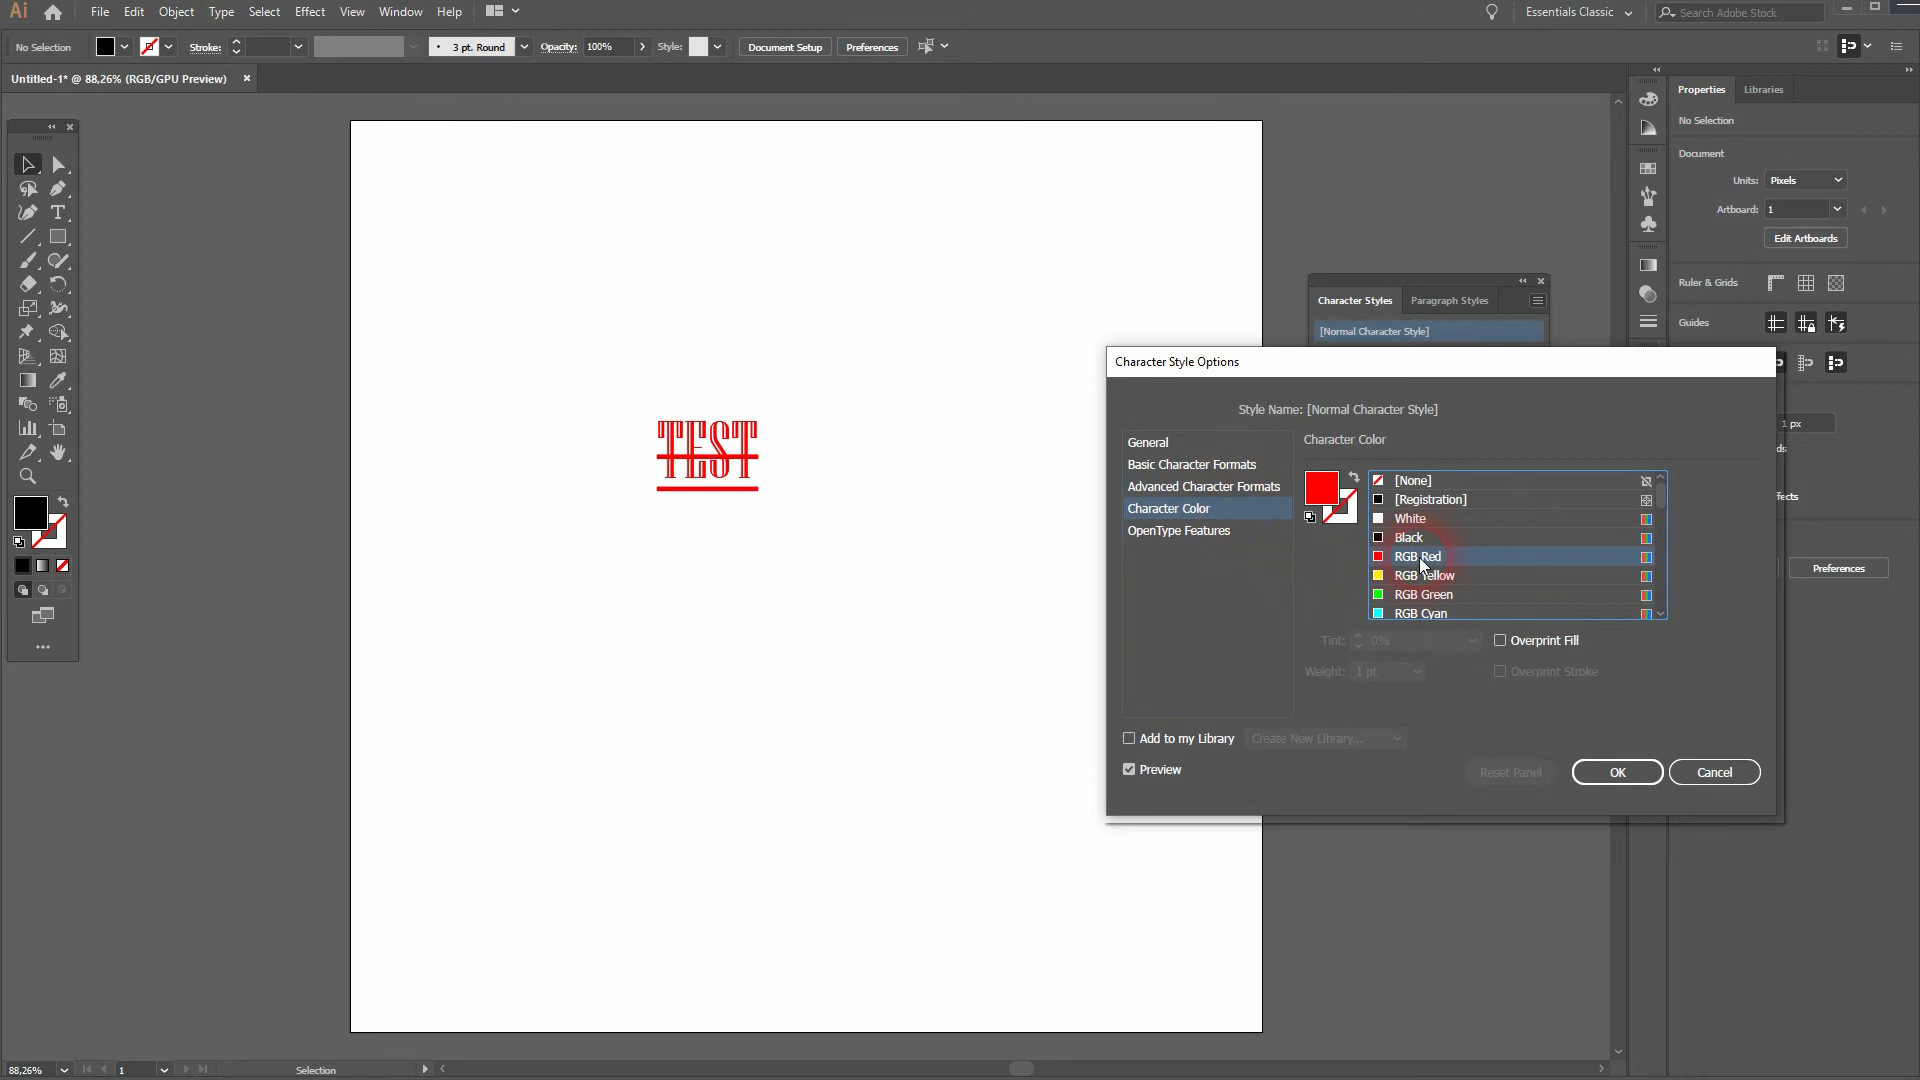 Ai File Edit Object Type Select Effect View Window Help Essentials Classic Search Adobe Stock
No Selection Stroke: 3 pt. Round Opacity: 100% Style: Document Setup Preferences
Untitled-1* @ 88,26% (RGB/GPU Preview)
Properties Libraries
No Selection
Document
Units: Pixels
Artboard: 1
Edit Artboards
Ruler & Grids
Guides
Character Styles Paragraph Styles
[Normal Character Style]
Character Style Options
Style Name: [Normal Character Style]
General
Basic Character Formats
Advanced Character Formats
Character Color
OpenType Features
Character Color
[None]
[Registration]
White
Black
RGB Red
RGB Yellow
RGB Green
RGB Cyan
Tint: 0% Overprint Fill
Weight: 1 pt Overprint Stroke
Add to my Library Create New Library...
Preview
Reset Panel OK Cancel
1 px
ds
ffects
Preferences
TEST
88,26% 1 Selection